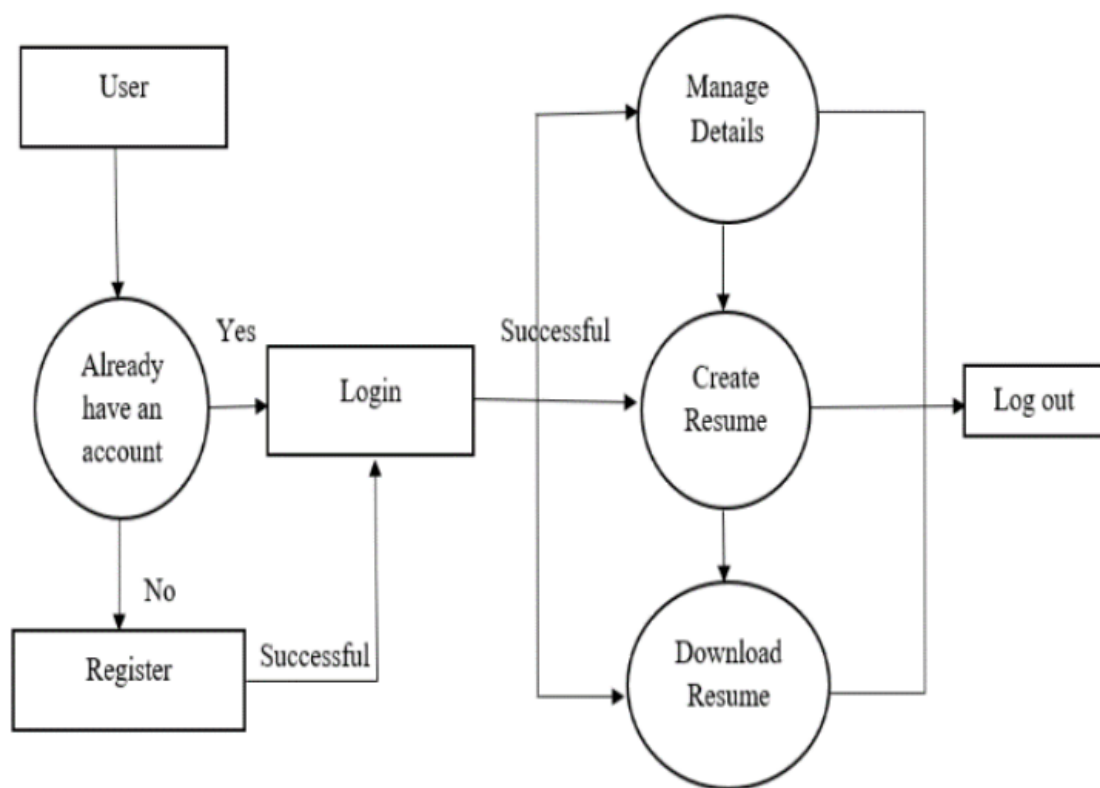 User
Already
have an
account
Yes
No
Register
Successful
Login
Successful
Manage
Details
Create
Resume
Download
Resume
Log out